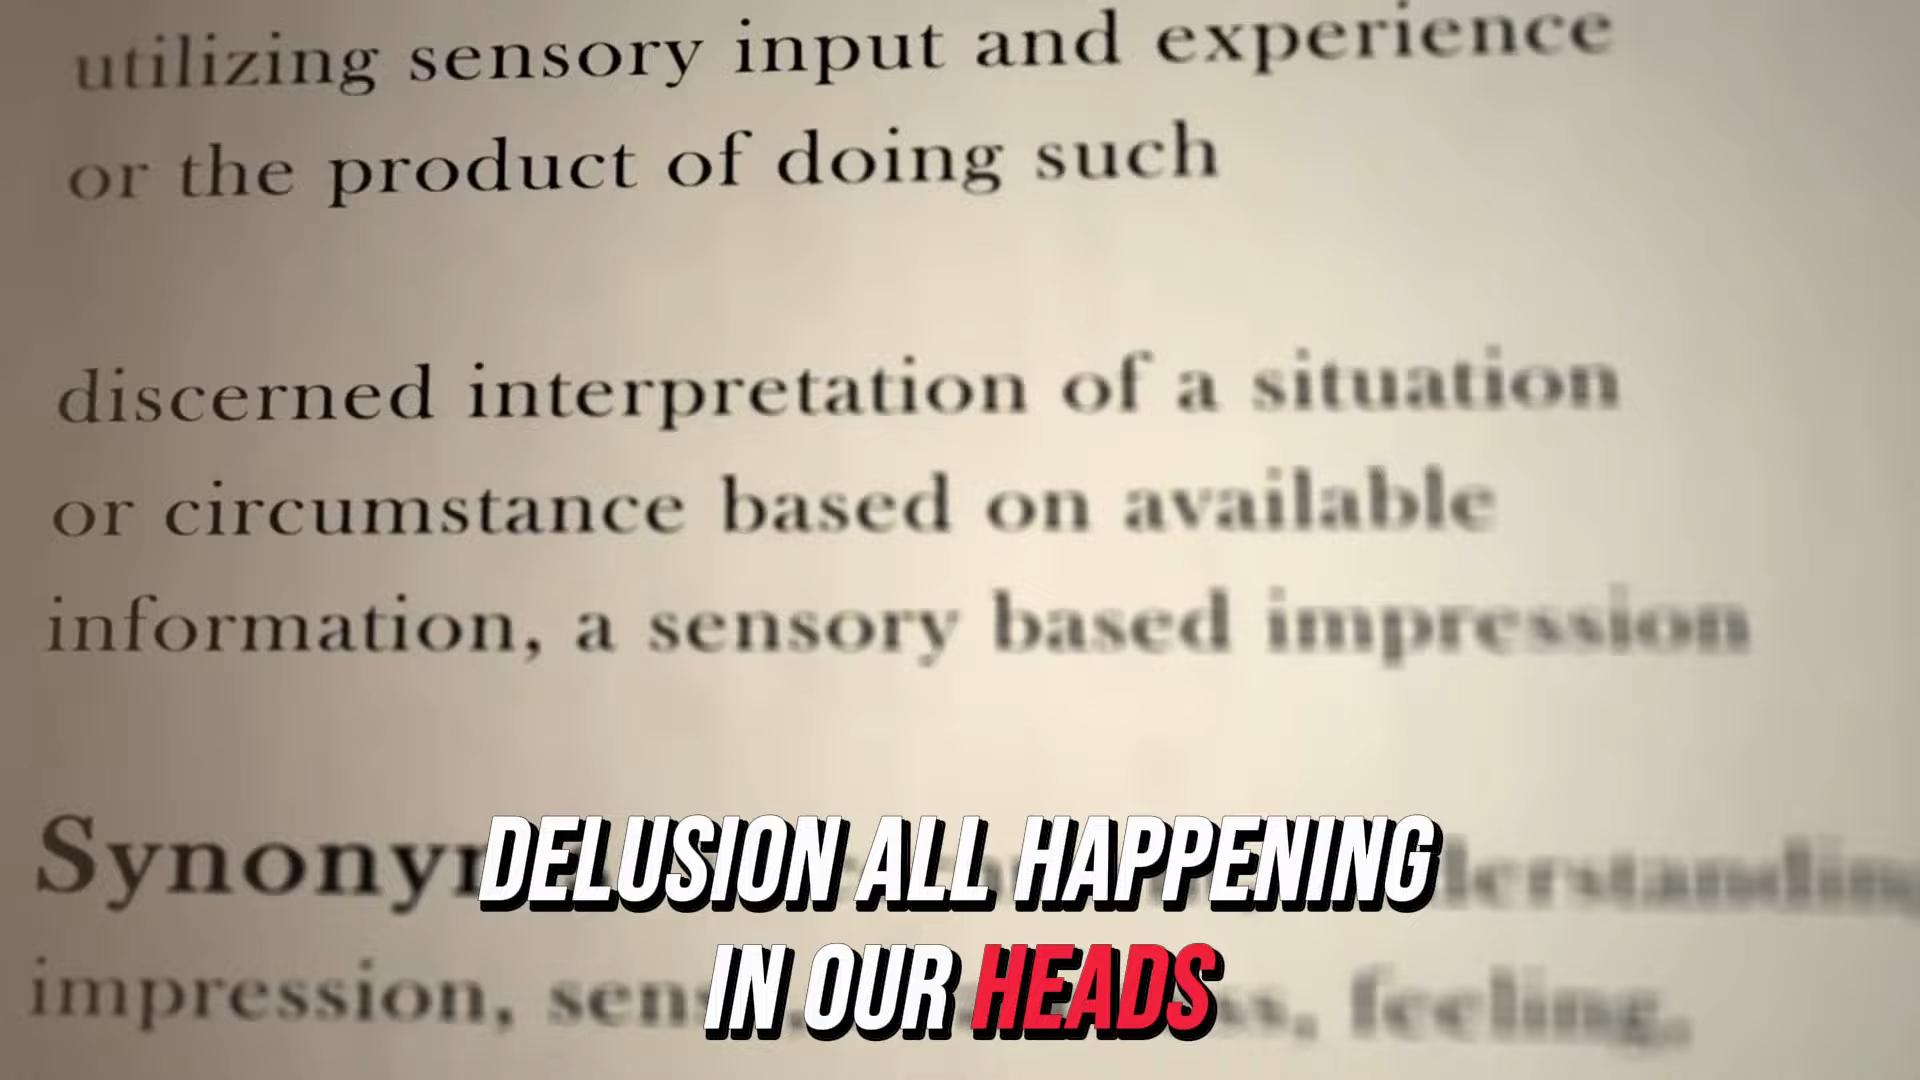 utilizing sensory input and experience
or the product of doing such
discerned interpretation of a situation
or circumstance based on available
information, a sensory based impression
DELUSION ALL HAPPENING
impression, feeling,
IN OUR HEADS